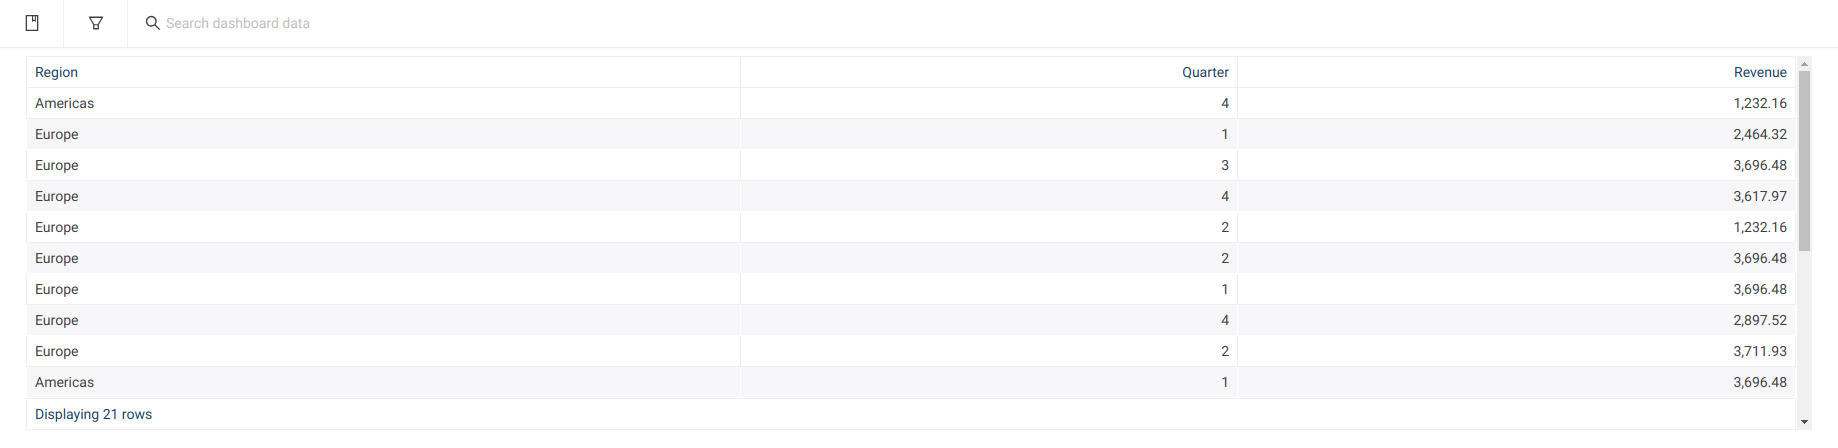 Search dashboard data
Region Quarter Revenue
Americas 4 1,232.16
Europe 1 2,464.32
Europe 3 3,696.48
Europe 4 3,617.97
Europe 2 1,232.16
Europe 2 3,696.48
Europe 1 3,696.48
Europe 4 2,897.52
Europe 2 3,711.93
Americas 1 3,696.48
Displaying 21 rows